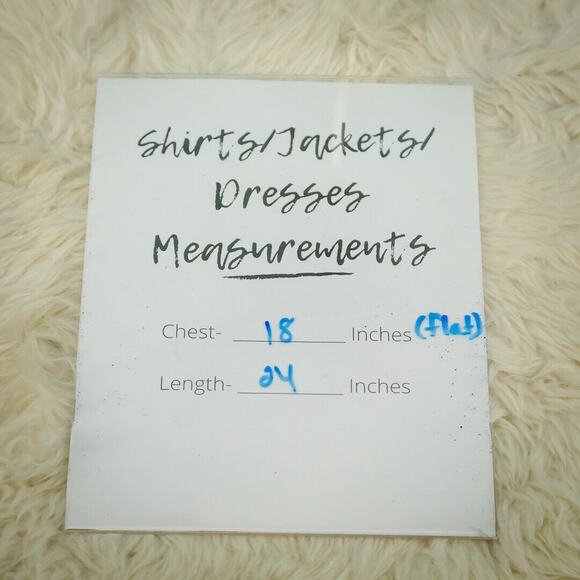 Shirts/Jackets/
Dresses
Measurements
Chest- 18 Inches (flat)
Length- 24 Inches